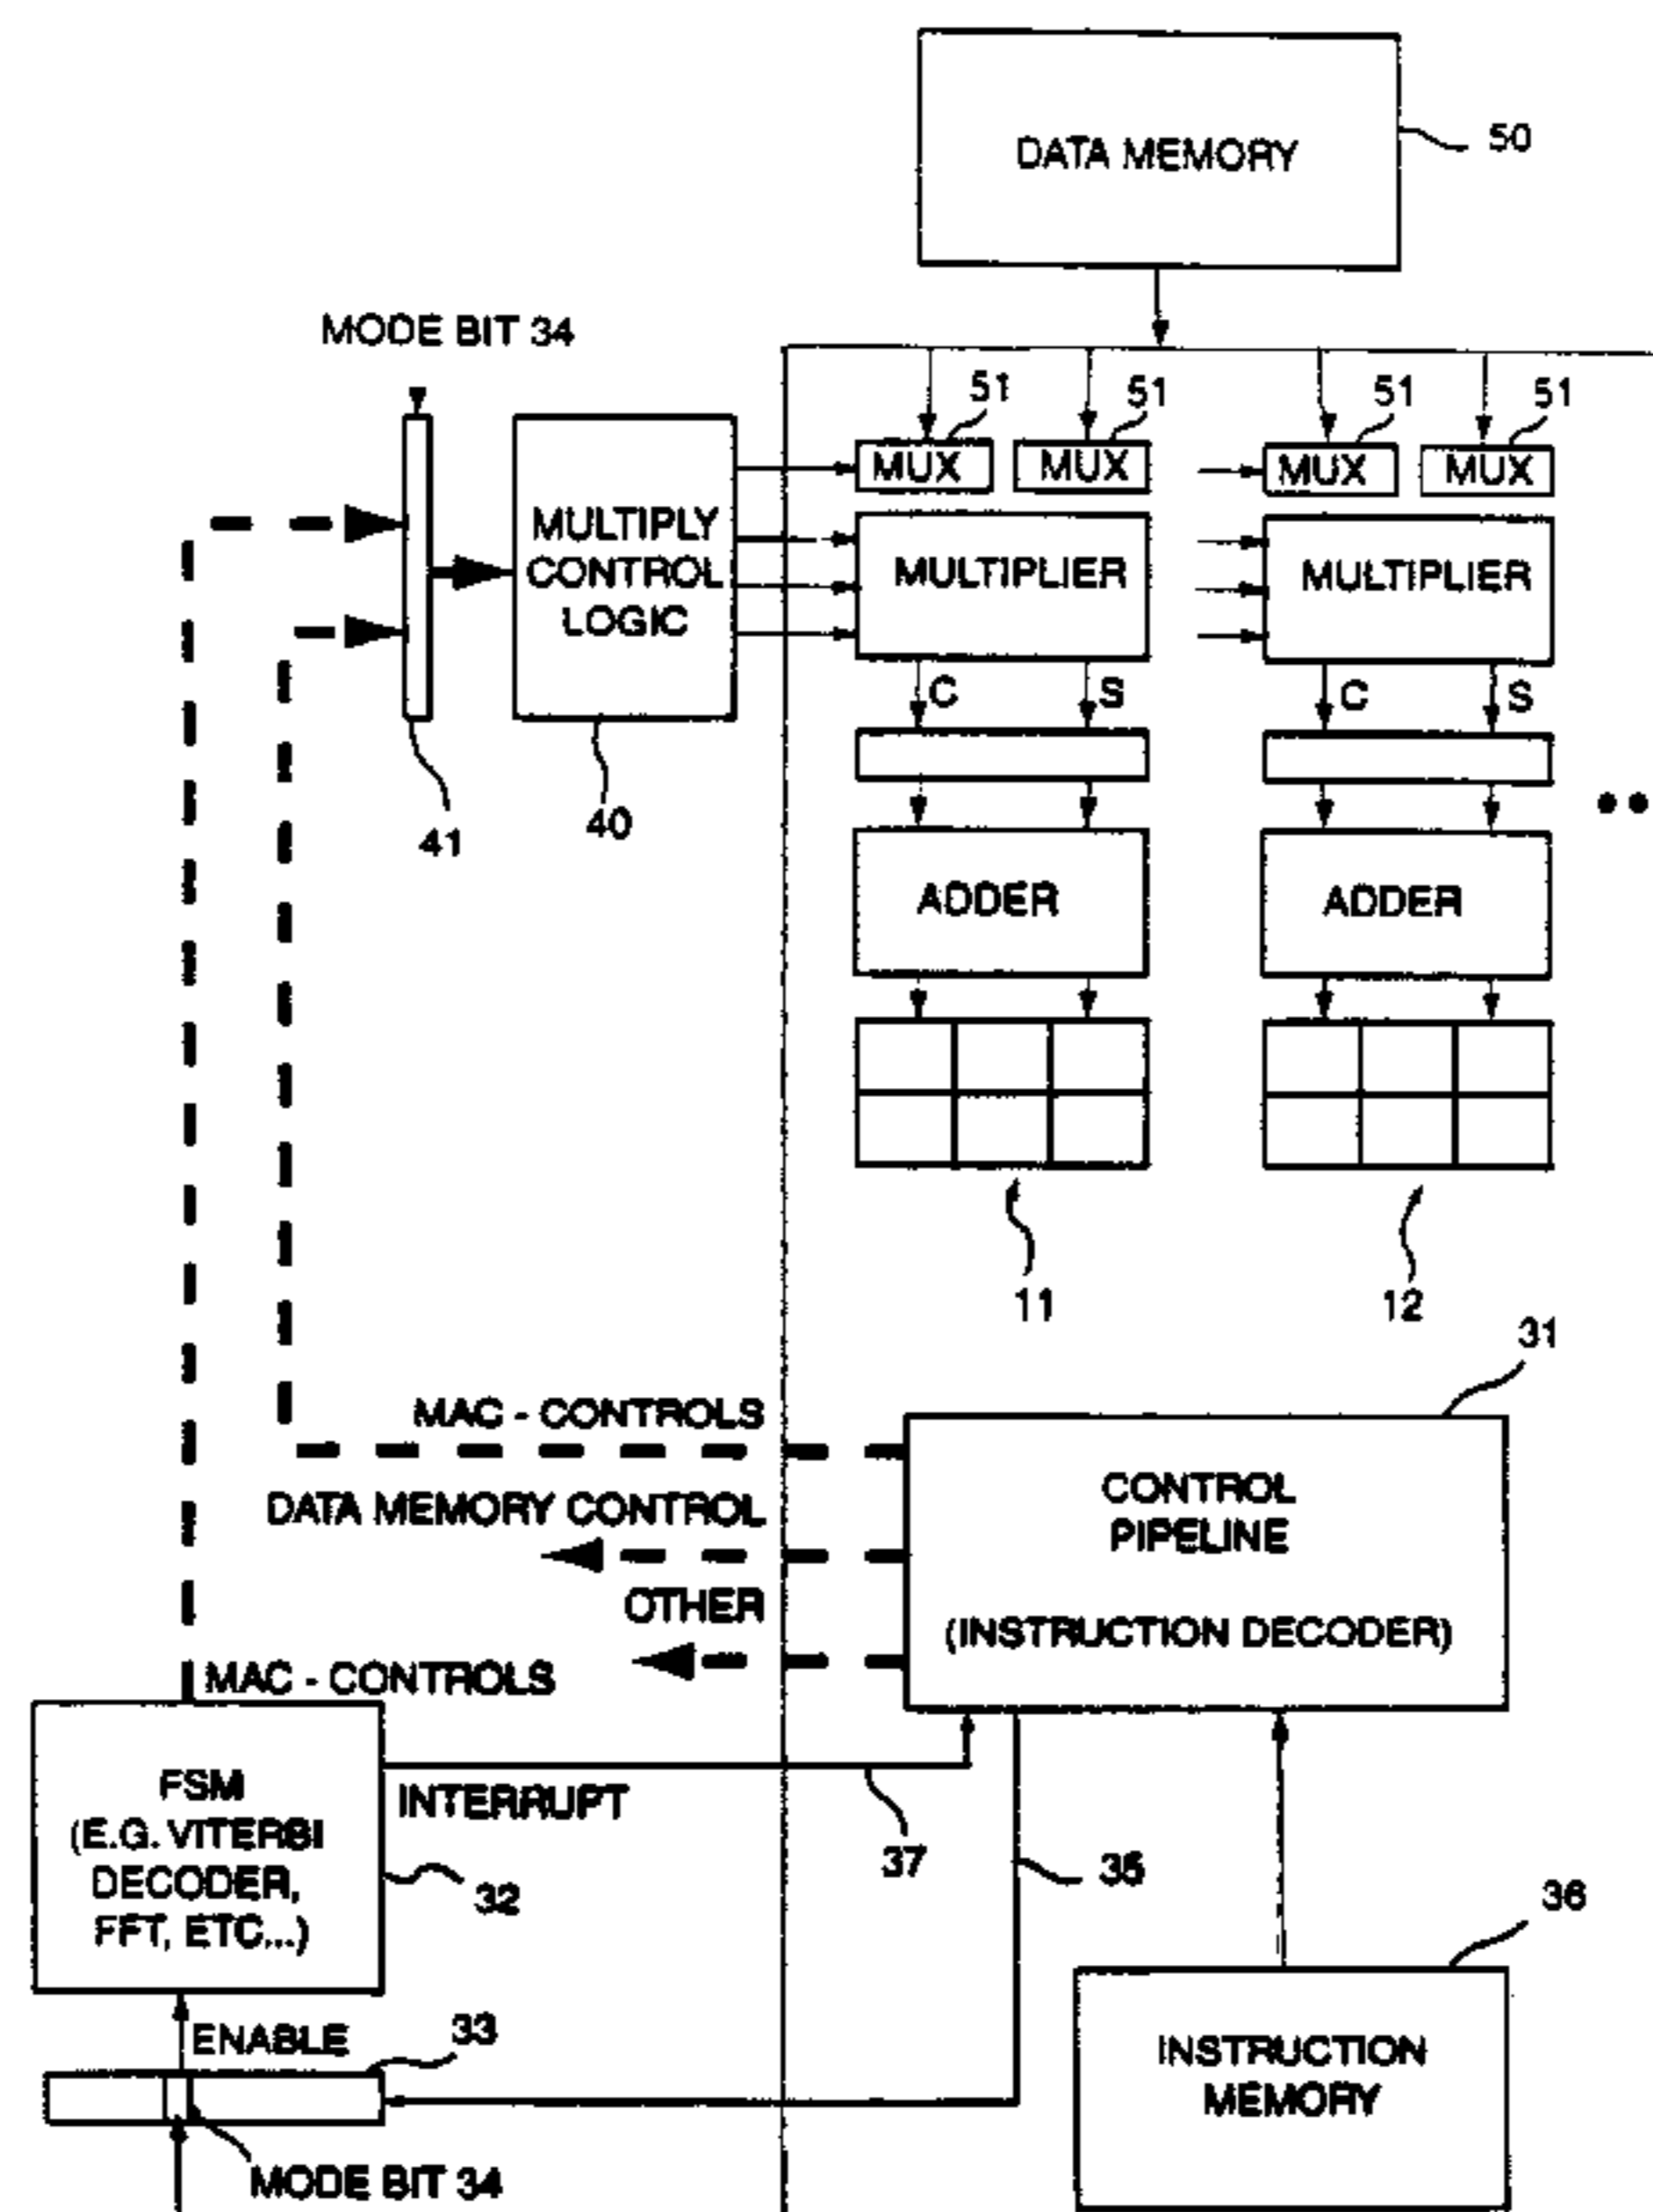 DATA MEMORY
50
MODE BIT 34
51
51
51
51
MUX
MUX
MUX
MUX
MULTIPLY
CONTROL
LOGIC
MULTIPLIER
MULTIPLIER
C
S
C
S
41
40
ADDER
ADDER
11
12
31
MAC - CONTROLS
DATA MEMORY CONTROL
OTHER
CONTROL
PIPELINE
(INSTRUCTION DECODER)
MAC - CONTROLS
FSM
(E.G. VITERBI
DECODER,
FFT, ETC...)
INTERRUPT
32
37
35
36
ENABLE
33
INSTRUCTION
MEMORY
MODE BIT 34